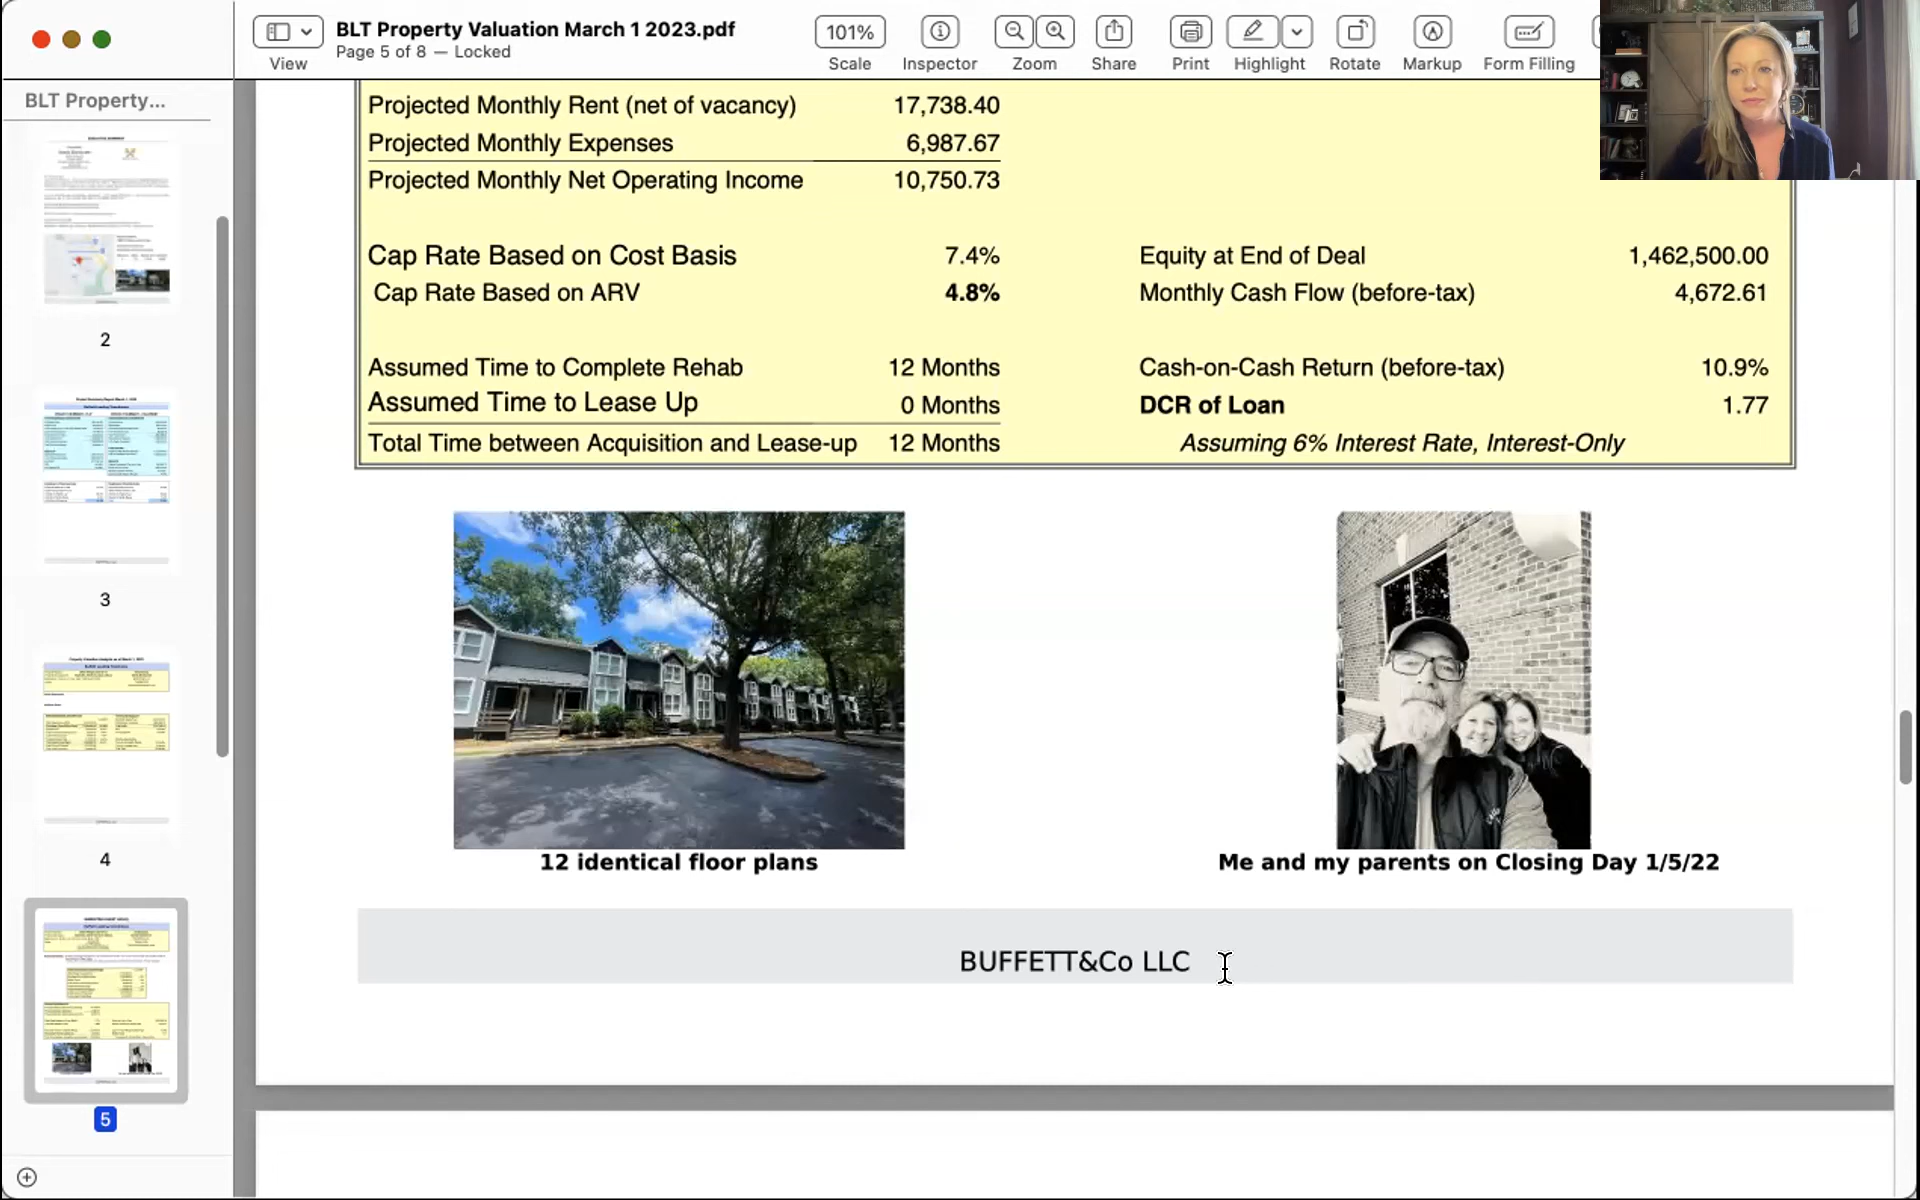 BLT Property Valuation March 1 2023.pdf
Page 5 of 8 — Locked
View
101%
Scale
Inspector
Zoom
Share
Print
Highlight
Rotate
Markup
Form Filling
BLT Property...
2
3
4
5
Projected Monthly Rent (net of vacancy) 17,738.40
Projected Monthly Expenses 6,987.67
Projected Monthly Net Operating Income 10,750.73
Cap Rate Based on Cost Basis 7.4% Equity at End of Deal 1,462,500.00
Cap Rate Based on ARV 4.8% Monthly Cash Flow (before-tax) 4,672.61
Assumed Time to Complete Rehab 12 Months Cash-on-Cash Return (before-tax) 10.9%
Assumed Time to Lease Up 0 Months DCR of Loan 1.77
Total Time between Acquisition and Lease-up 12 Months Assuming 6% Interest Rate, Interest-Only
12 identical floor plans
Me and my parents on Closing Day 1/5/22
BUFFETT&Co LLC